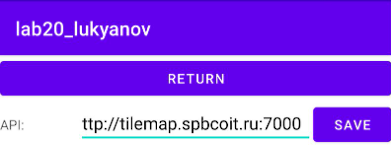 lab20_lukyanov
RETURN
API: ttp://tilemap.spbcoit.ru:7000 SAVE